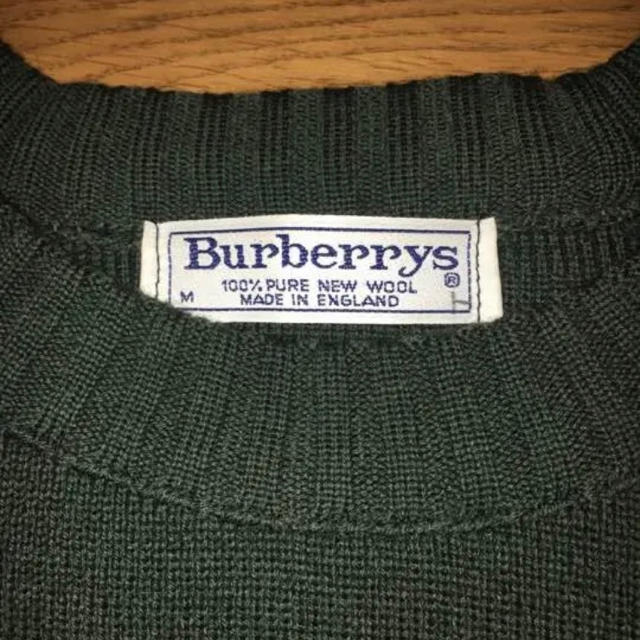 Burberrys®
100% PURE NEW WOOL
M MADE IN ENGLAND